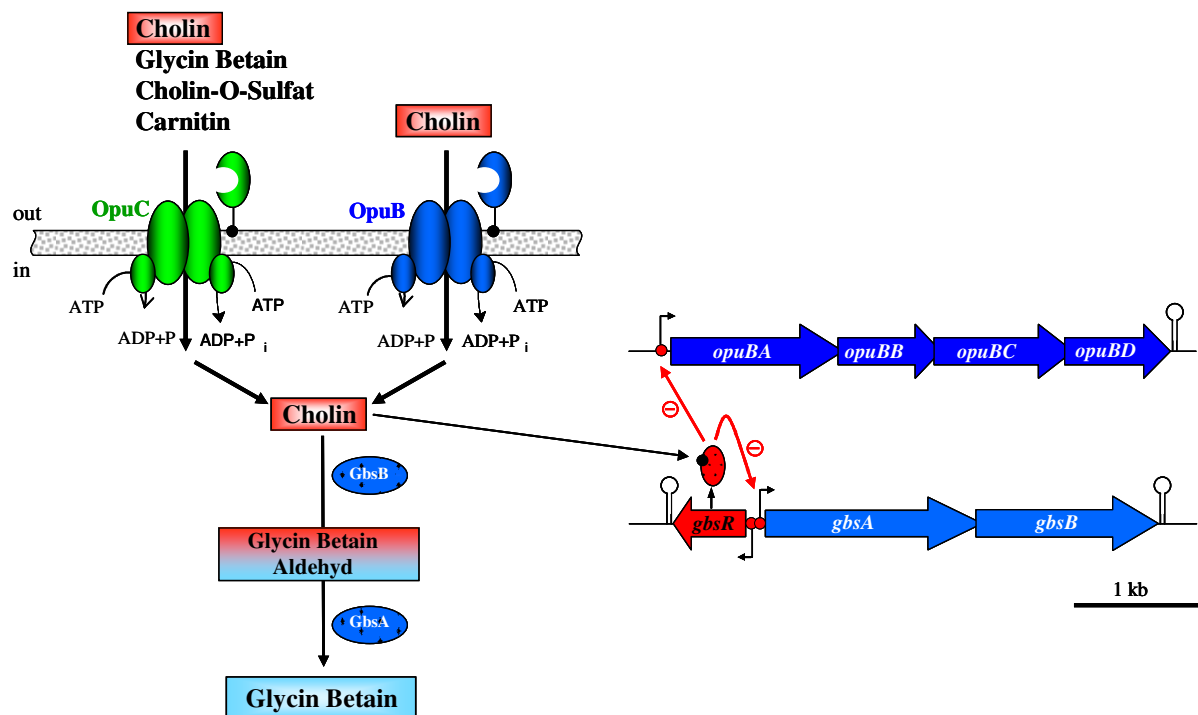 Cholin
Glycin Betain
Cholin-O-Sulfat
Carnitin
Cholin
OpuC
OpuB
out
in
ATP
ATP
ATP
ATP
ADP+P
ADP+P i
ADP+P
ADP+P i
opuBA
opuBB
opuBC
opuBD
Cholin
GbsB
gbsR
gbsA
gbsB
Glycin Betain
Aldehyd
1 kb
GbsA
Glycin Betain